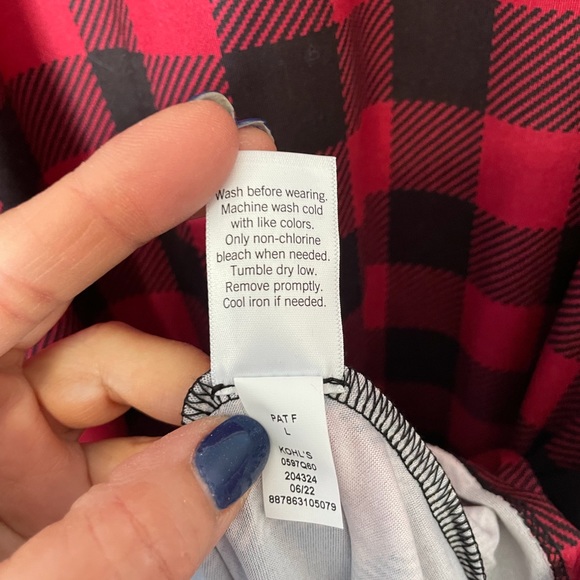 Wash before wearing.
Machine wash cold
with like colors.
Only non-chlorine
bleach when needed.
Tumble dry low.
Remove promptly.
Cool iron if needed.
PAT F
L
KOHL'S
0597Q60
204324
06/22
887863105079